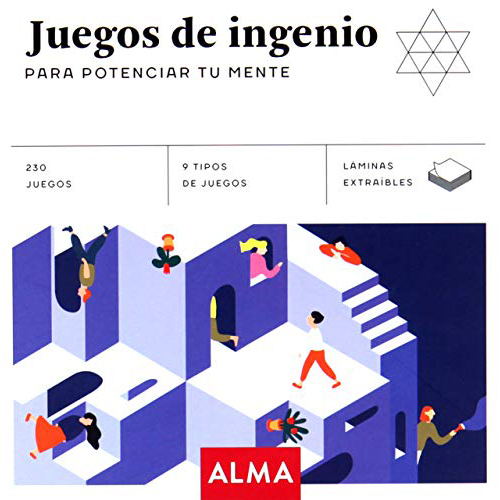 Juegos de ingenio
PARA POTENCIAR TU MENTE
230
JUEGOS
9 TIPOS
DE JUEGOS
LÁMINAS
EXTRAÍBLES
ALMA